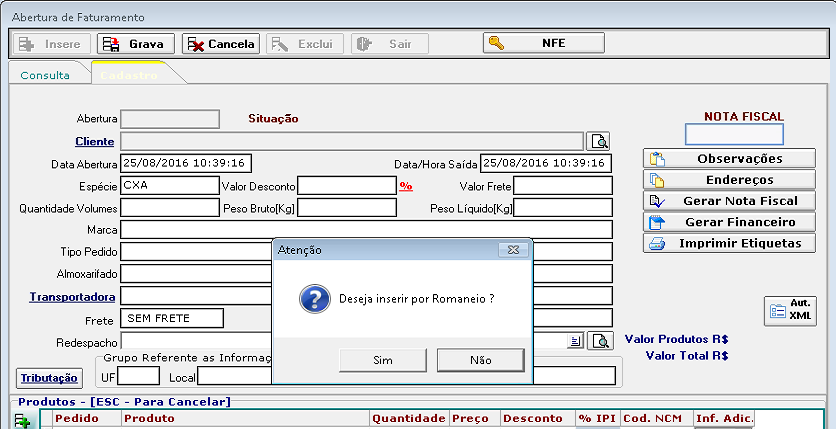 Abertura de Faturamento
Insere Grava Cancela Exclui Sair NFE
Consulta Cadastro
Abertura Situação NOTA FISCAL
Cliente
Data Abertura 25/08/2016 10:39:16 Data/Hora Saída 25/08/2016 10:39:16 Observações
Espécie CXA Valor Desconto % Valor Frete Endereços
Quantidade Volumes Peso Bruto[Kg] Peso Líquido[Kg] Gerar Nota Fiscal
Marca Gerar Financeiro
Tipo Pedido Imprimir Etiquetas
Atenção
Almoxarifado
Deseja inserir por Romaneio ?
Transportadora
Aut. XML
Frete SEM FRETE
Redespacho Valor Produtos R$
Grupo Referente as Informaç Valor Total R$
Sim Não
Tributação UF Local
Produtos - [ESC - Para Cancelar]
Pedido Produto Quantidade Preço Desconto % IPI Cod. NCM Inf. Adic.